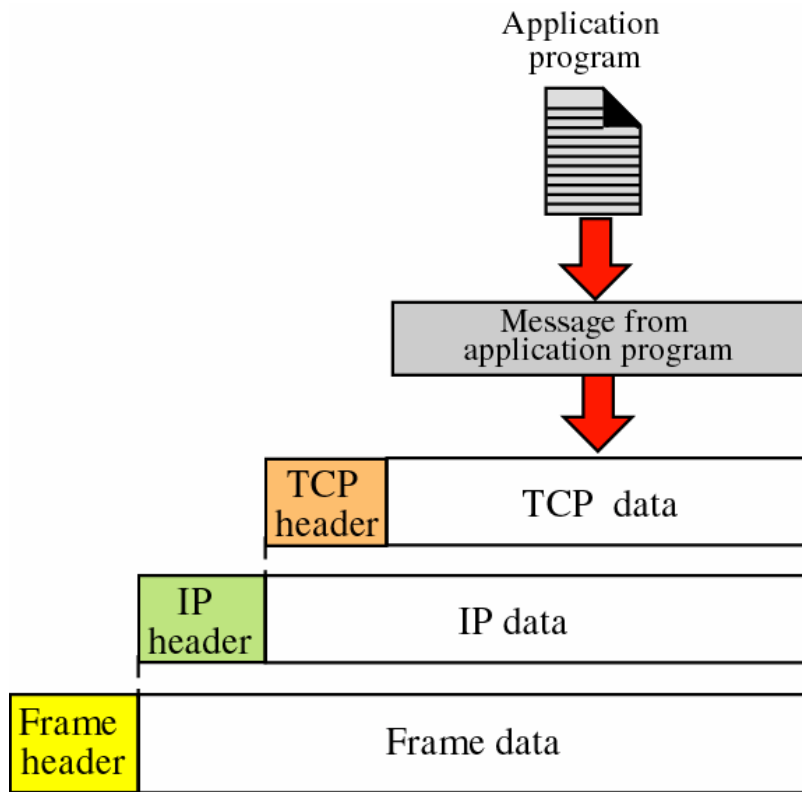 Application
program
Message from
application program
TCP
header
TCP data
IP
header
IP data
Frame
header
Frame data